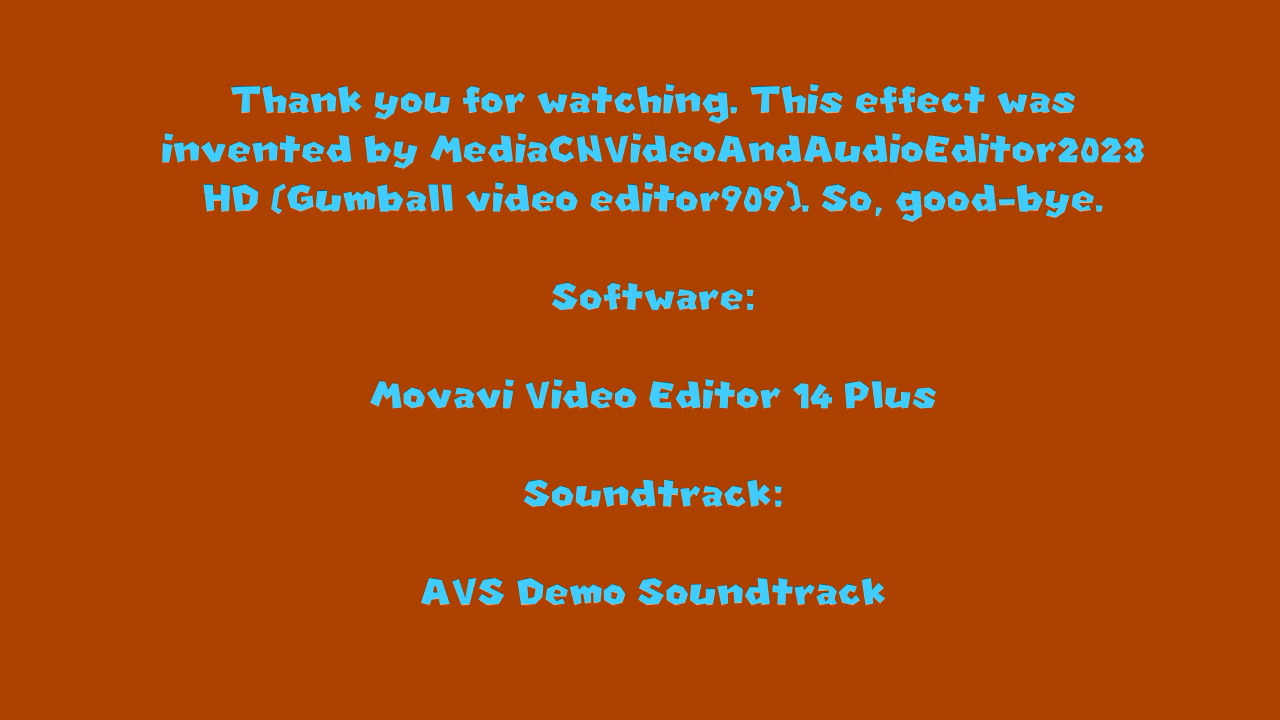 Thank you for watching. This effect was
invented by MediaCNVideoAndAudioEditor2023
HD (Gumball video editor909). So, good-bye.
Software:
Movavi Video Editor 14 Plus
Soundtrack:
AVS Demo Soundtrack